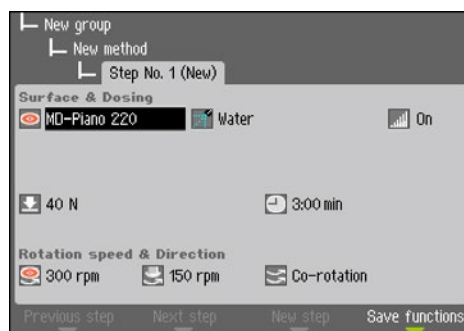 New group
New method
Step No. 1 (New)
Surface & Dosing
MD-Piano 220 Water On
40 N 3:00 min
Rotation speed & Direction
300 rpm 150 rpm Co-rotation
Previous step Next step New step Save functions